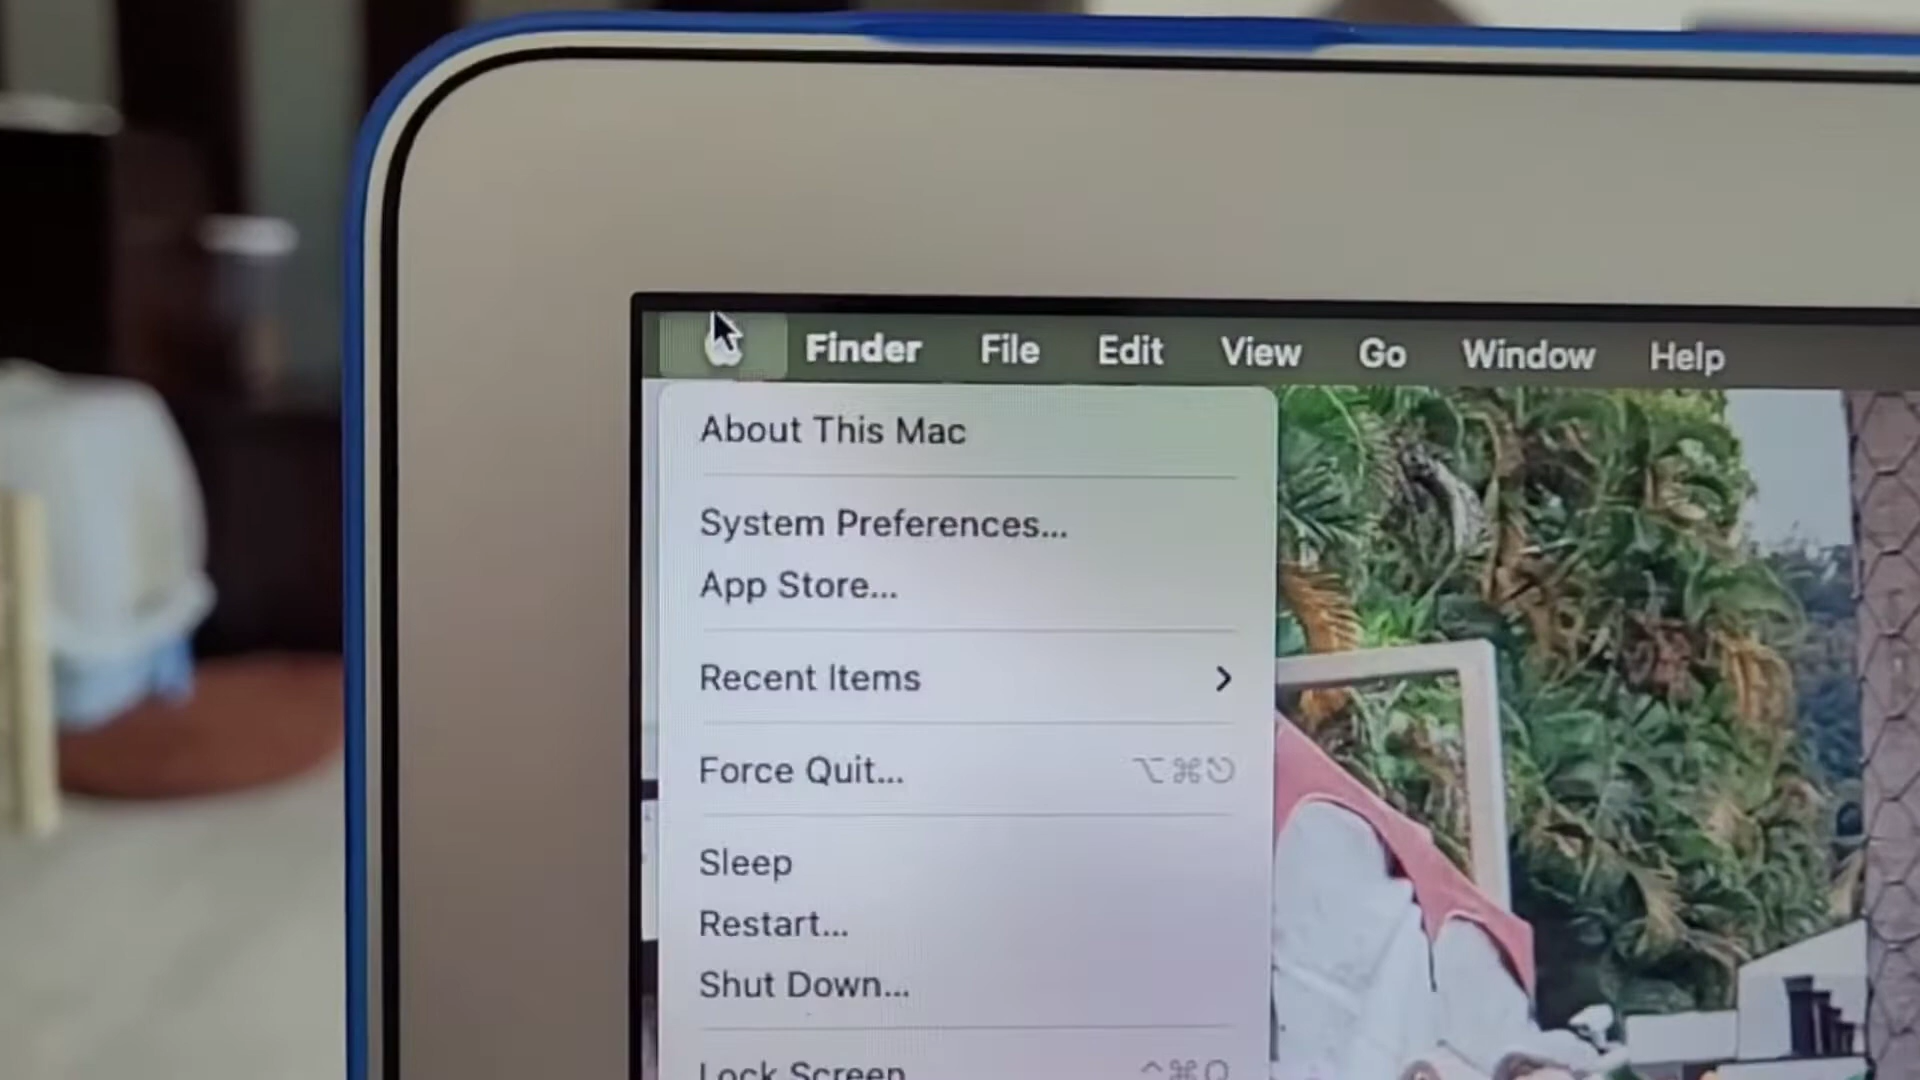 Finder File Edit View Go Window Help
About This Mac
System Preferences...
App Store...
Recent Items
Force Quit... ⌥⌘⎋
Sleep
Restart...
Shut Down...
Lock Screen ^⌘Q